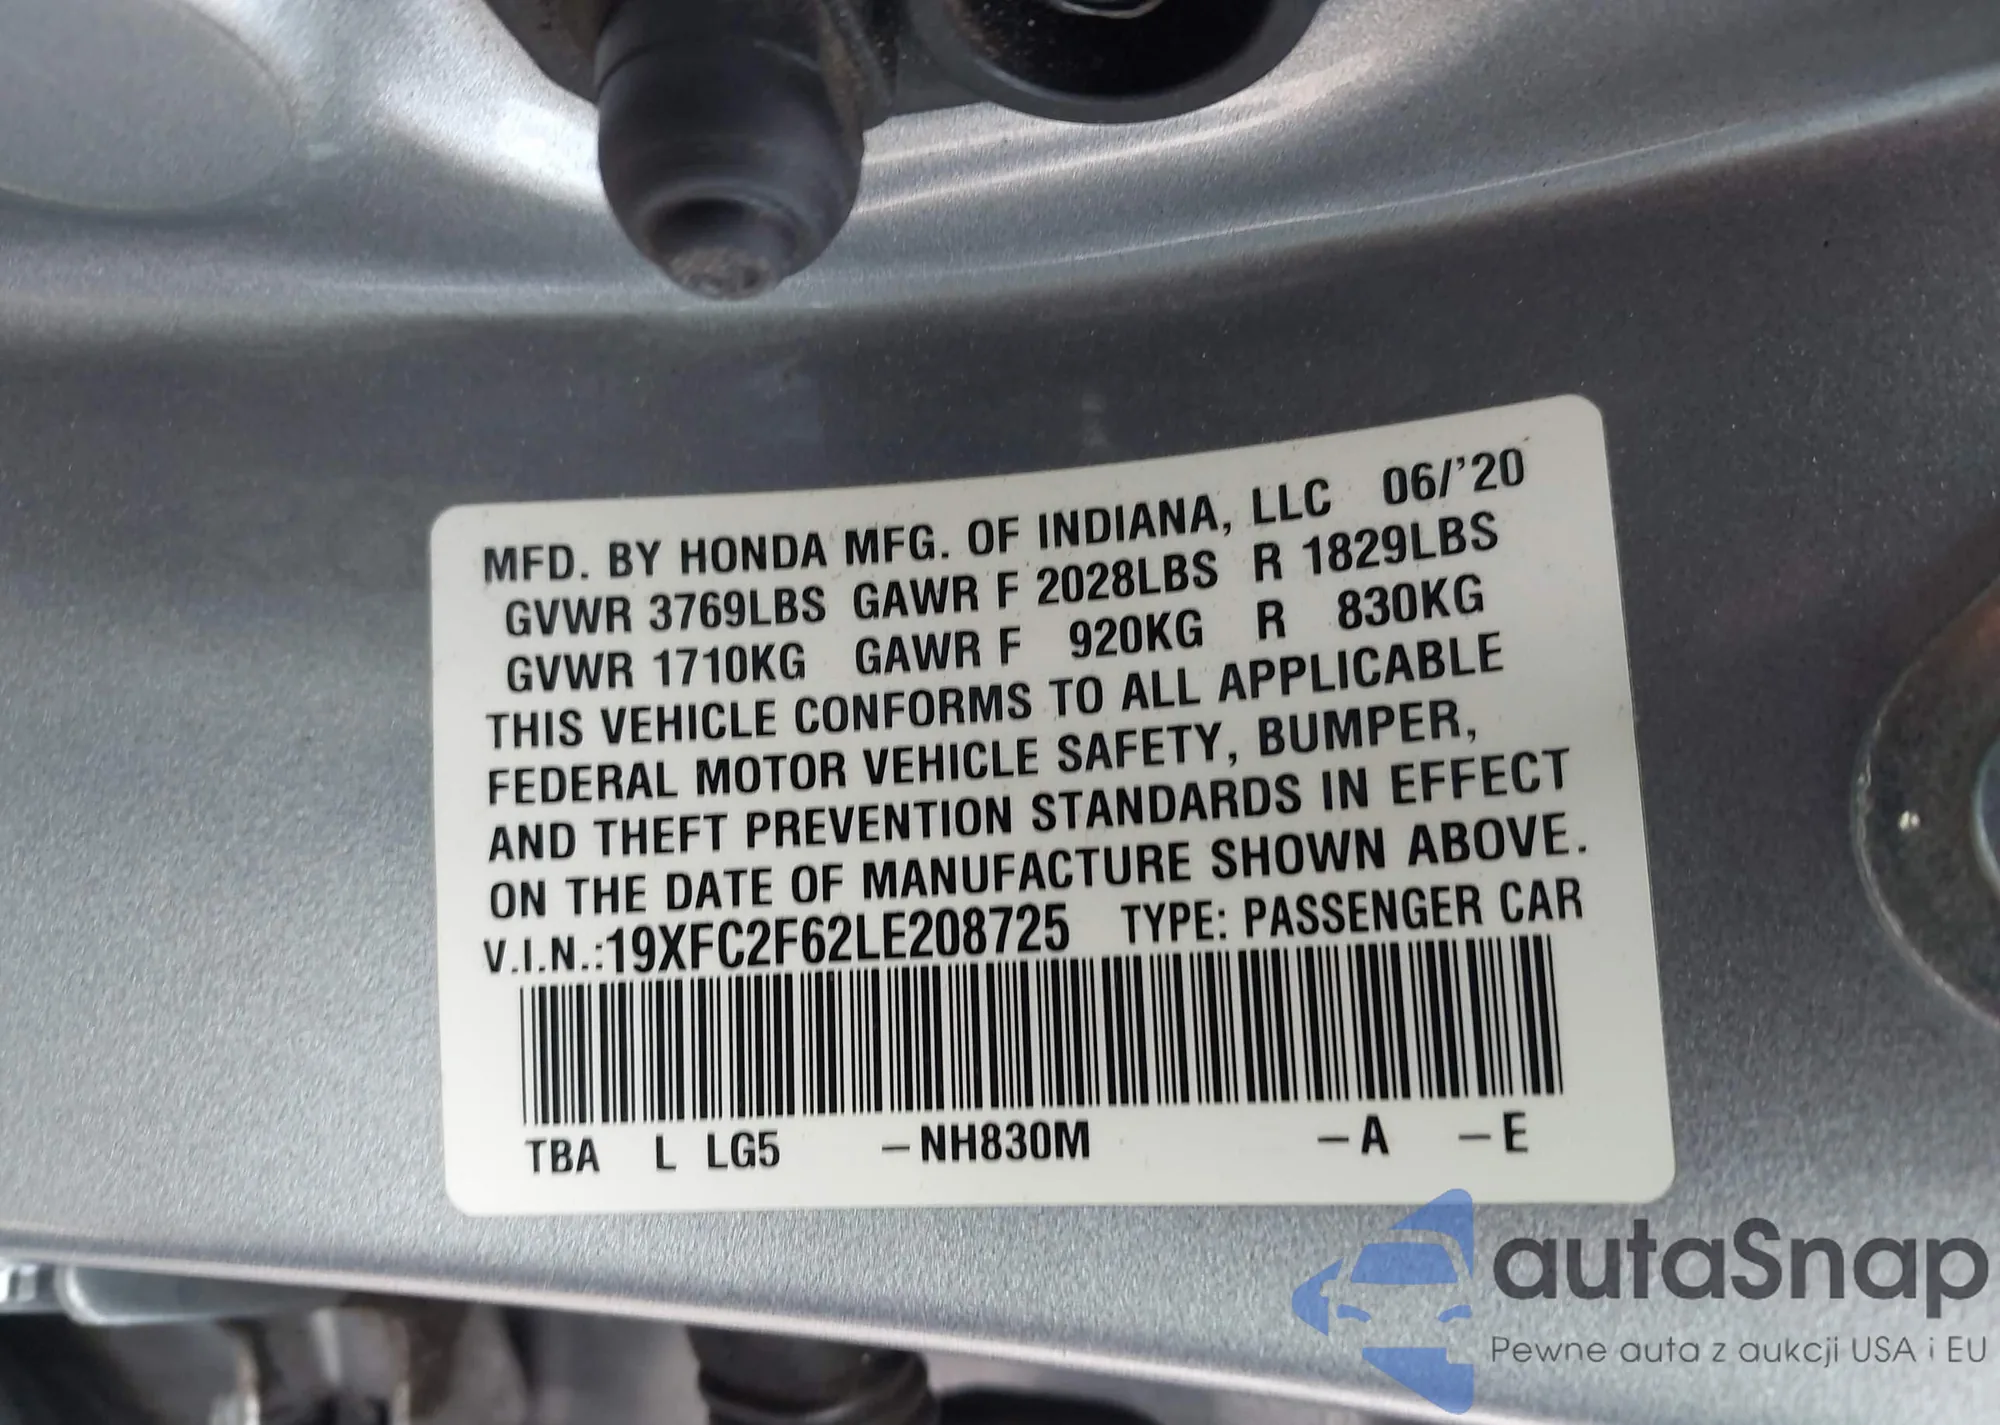 MFD. BY HONDA MFG. OF INDIANA, LLC 06/'20
GVWR 3769LBS GAWR F 2028LBS R 1829LBS
GVWR 1710KG GAWR F 920KG R 830KG
THIS VEHICLE CONFORMS TO ALL APPLICABLE
FEDERAL MOTOR VEHICLE SAFETY, BUMPER,
AND THEFT PREVENTION STANDARDS IN EFFECT
ON THE DATE OF MANUFACTURE SHOWN ABOVE.
V.I.N.:19XFC2F62LE208725 TYPE: PASSENGER CAR
TBA L LG5 –NH830M –A –E
autaSnap
Pewne auta z aukcji USA i EU